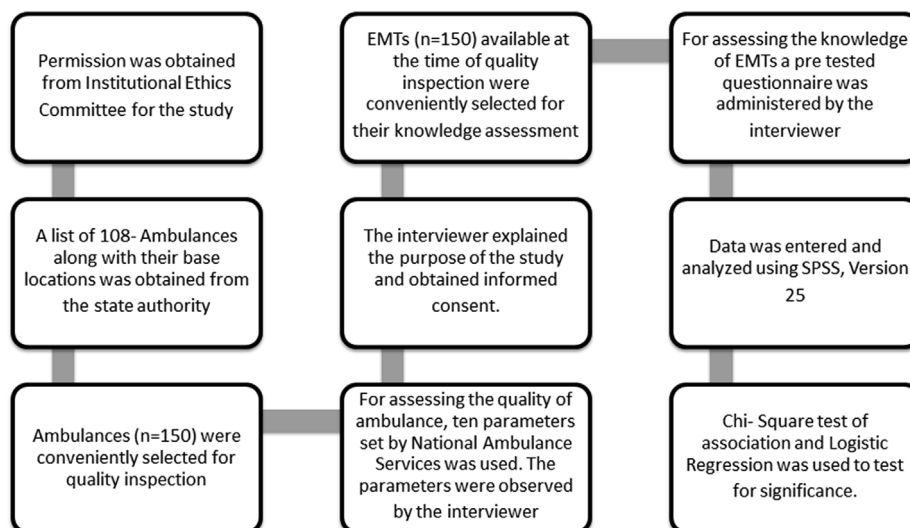 Permission was obtained
from Institutional Ethics
Committee for the study
A list of 108- Ambulances
along with their base
locations was obtained from
the state authority
Ambulances (n=150) were
conveniently selected for
quality inspection
For assessing the quality of
ambulance, ten parameters
set by National Ambulance
Services was used. The
parameters were observed
by the interviewer
The interviewer explained
the purpose of the study
and obtained informed
consent.
EMTs (n=150) available at
the time of quality
inspection were
conveniently selected for
their knowledge assessment
For assessing the knowledge
of EMTs a pre tested
questionnaire was
administered by the
interviewer
Data was entered and
analyzed using SPSS, Version
25
Chi- Square test of
association and Logistic
Regression was used to test
for significance.